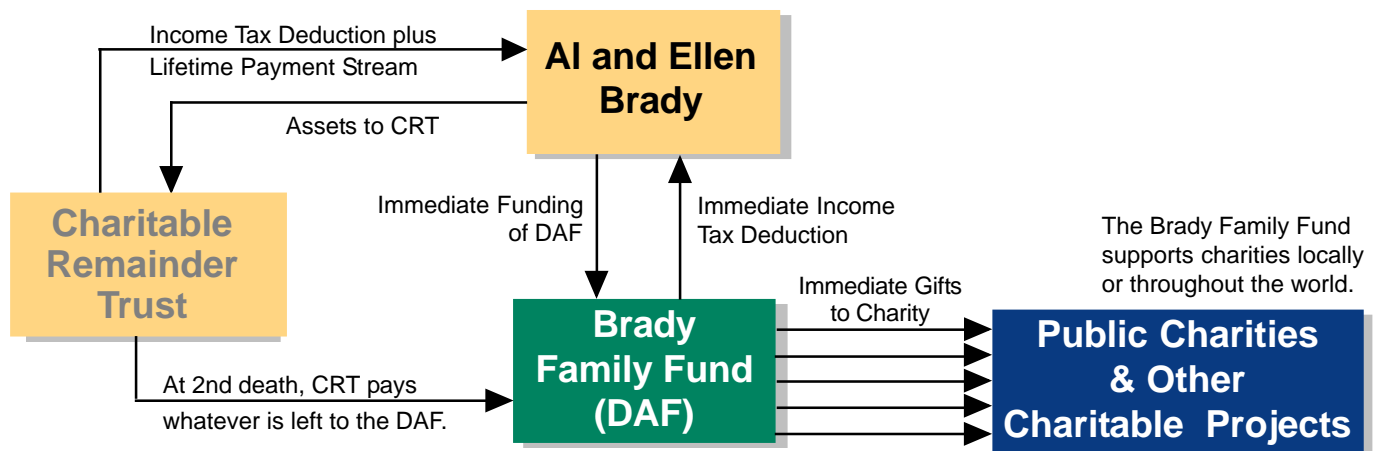 Income Tax Deduction plus
Lifetime Payment Stream
Al and Ellen
Brady
Assets to CRT
Charitable
Remainder
Trust
Immediate Funding
of DAF
Immediate Income
Tax Deduction
The Brady Family Fund
supports charities locally
or throughout the world.
Immediate Gifts
to Charity
At 2nd death, CRT pays
whatever is left to the DAF.
Brady
Family Fund
(DAF)
Public Charities
& Other
Charitable Projects